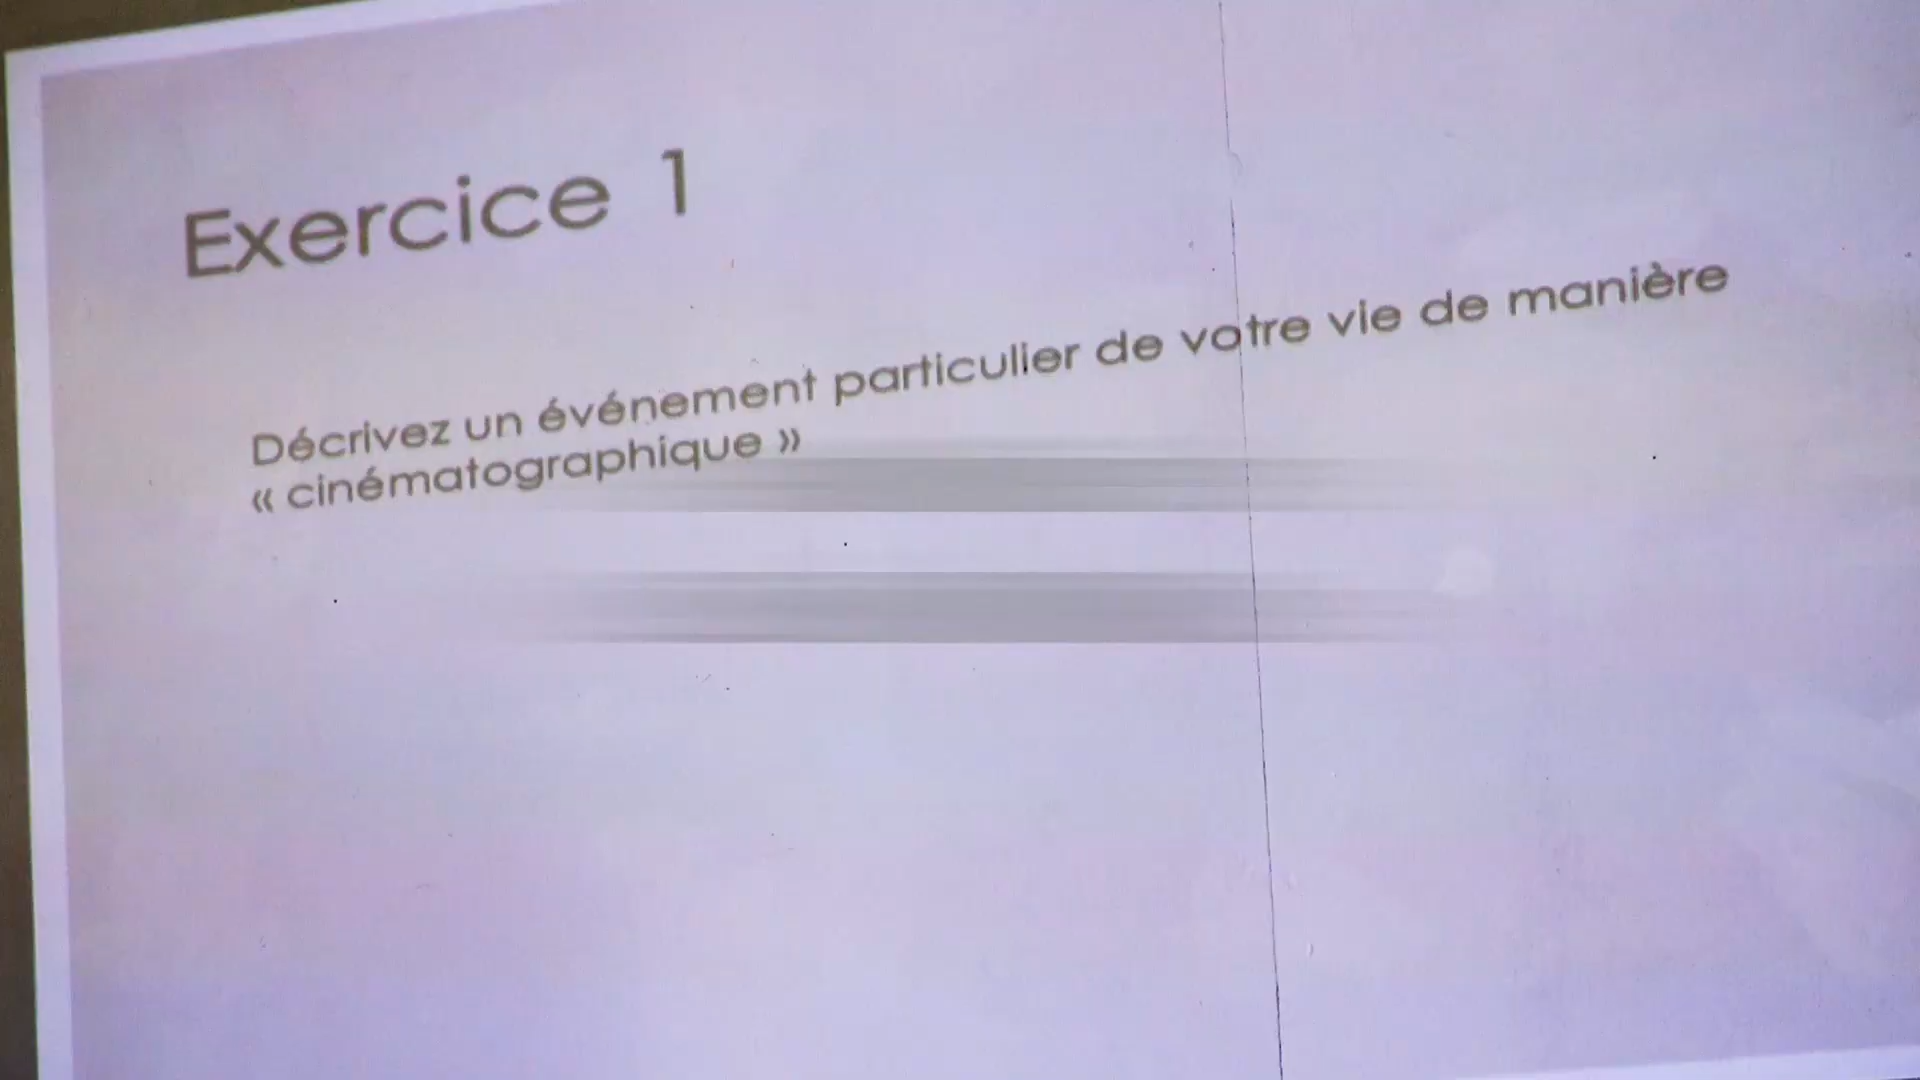 Exercice 1
Décrivez un événement particulier de votre vie de manière
« cinématographique »